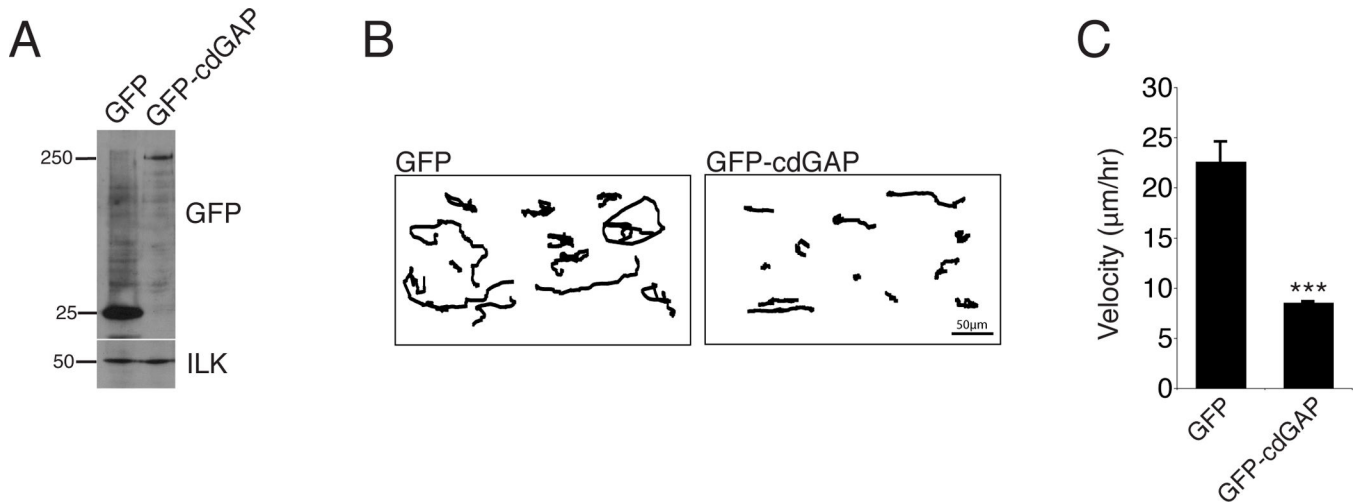 A
GFP
GFP-cdGAP
250
GFP
25
50
ILK
B
GFP
GFP-cdGAP
50µm
C
Velocity (µm/hr)
30
25
20
15
10
5
0
***
GFP
GFP-cdGAP